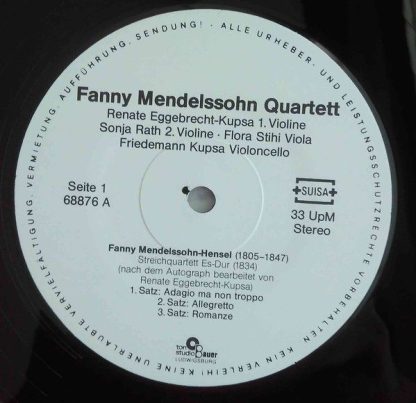 ALLE URHEBER- UND LEISTUNGSSCHUTZRECHTE VORBEHALTEN. KEIN VERLEIH! KEINE UNERLAUBTE VERVIELFÄLTIGUNG, VERMIETUNG, AUFFÜHRUNG, SENDUNG! ·
Fanny Mendelssohn Quartett
Renate Eggebrecht-Kupsa 1. Violine
Sonja Rath 2. Violine · Flora Stihi Viola
Friedemann Kupsa Violoncello
Seite 1
68876 A
SUISA
33 UpM
Stereo
Fanny Mendelssohn-Hensel (1805–1847)
Streichquartett Es-Dur (1834)
(nach dem Autograph bearbeitet von
Renate Eggebrecht-Kupsa)
1. Satz: Adagio ma non troppo
2. Satz: Allegretto
3. Satz: Romanze
ton
studio Bauer
LUDWIGSBURG